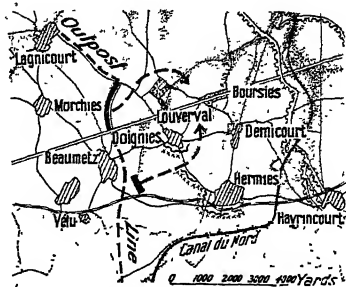 Outpost
Lagnicourt
Boursies
Morchies
Louverval
Doignies
Demicourt
Beaumetz
Hermies
Velu
Havrincourt
Line
Canal du Nord
0 1000 2000 3000 4000 Yards